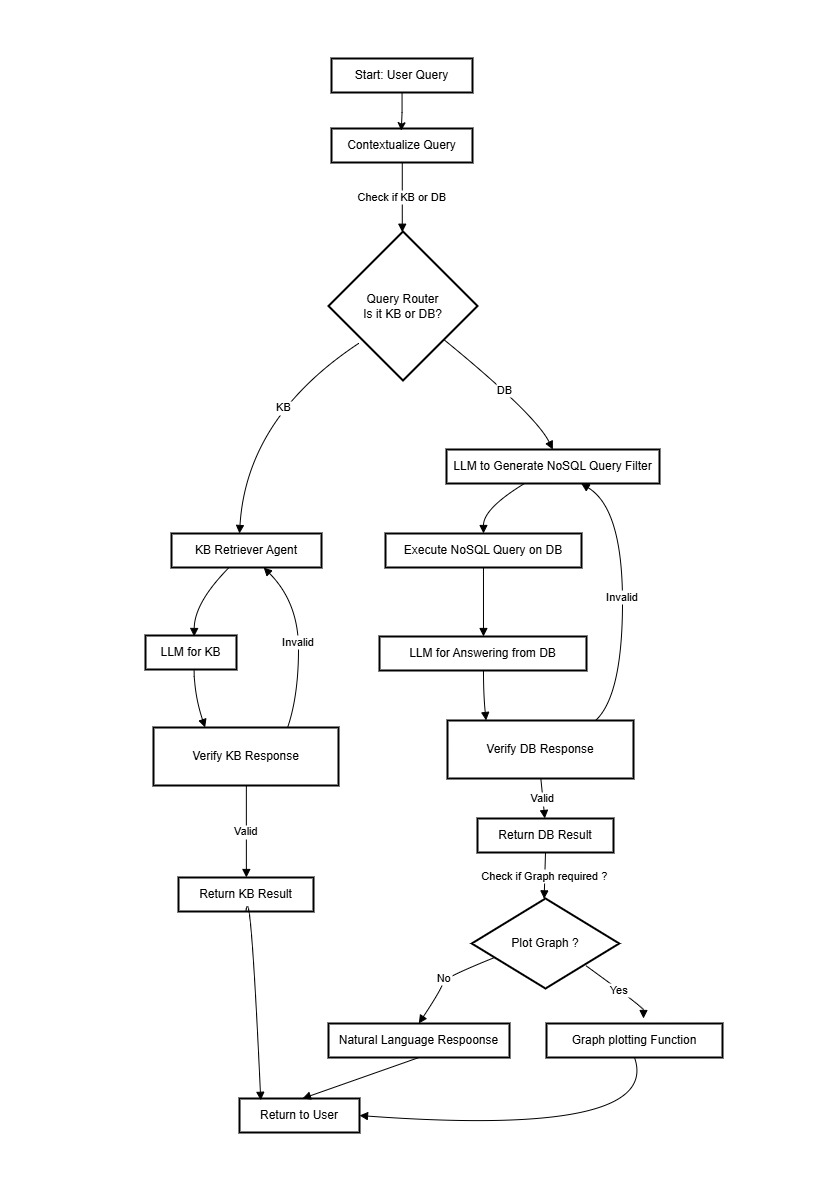 Start: User Query
Contextualize Query
Check if KB or DB
Query Router
Is it KB or DB?
KB
DB
LLM to Generate NoSQL Query Filter
KB Retriever Agent
Execute NoSQL Query on DB
Invalid
LLM for KB
Invalid
LLM for Answering from DB
Verify KB Response
Verify DB Response
Valid
Valid
Return DB Result
Check if Graph required ?
Return KB Result
Plot Graph ?
No
Yes
Natural Language Respoonse
Graph plotting Function
Return to User